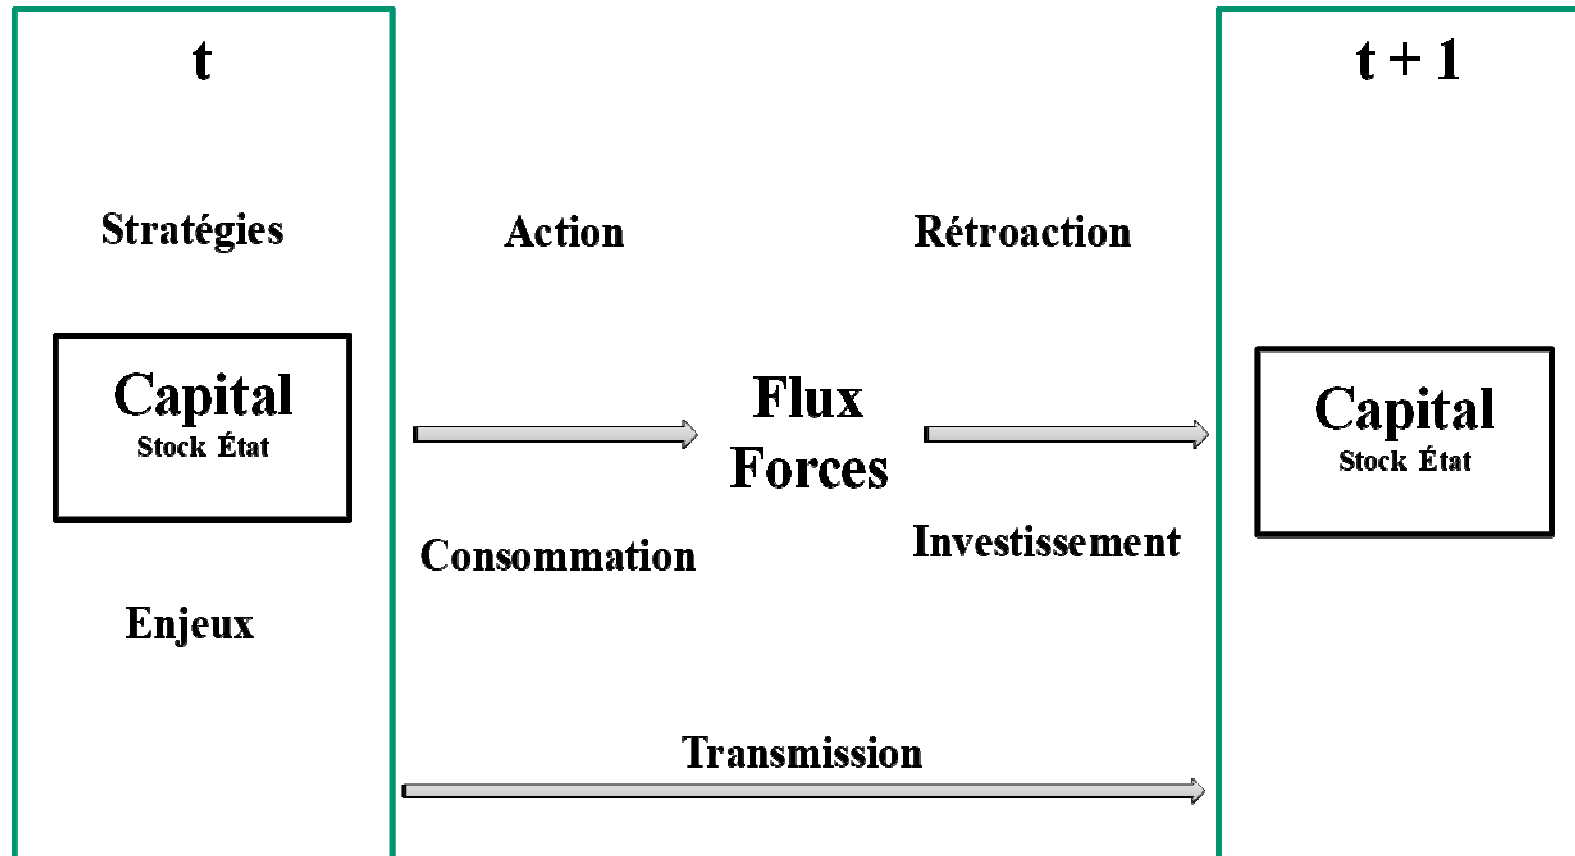 t
t + 1
Stratégies
Action
Rétroaction
Capital
Stock État
Flux
Forces
Capital
Stock État
Consommation
Investissement
Enjeux
Transmission